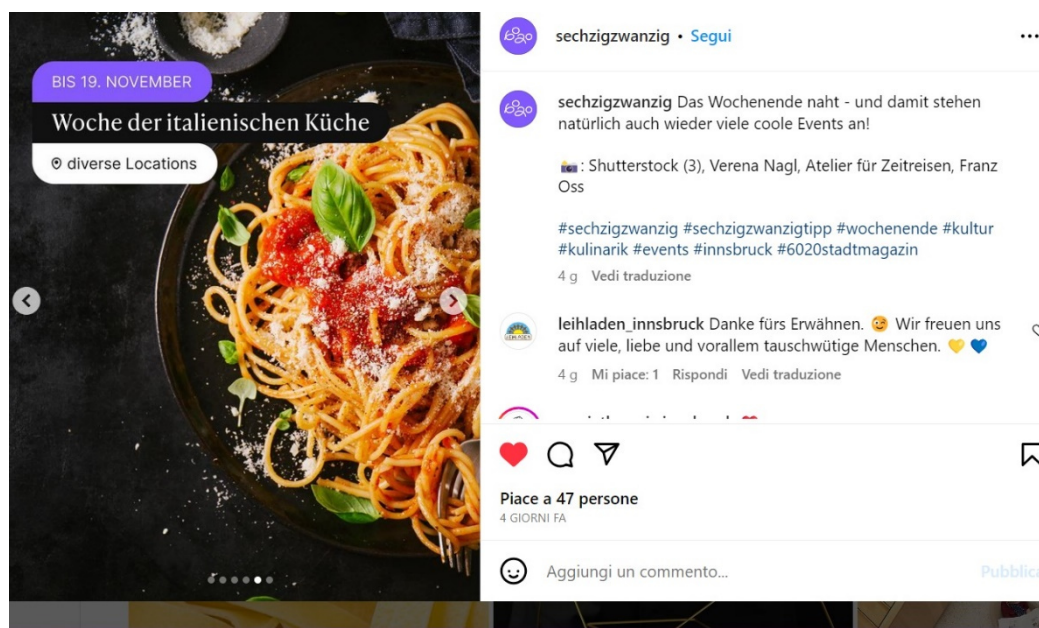 BIS 19. NOVEMBER
Woche der italienischen Küche
diverse Locations
sechzigzwanzig • Segui
sechzigzwanzig Das Wochenende naht - und damit stehen
natürlich auch wieder viele coole Events an!
📸: Shutterstock (3), Verena Nagl, Atelier für Zeitreisen, Franz
Oss
#sechzigzwanzig #sechzigzwanzigtipp #wochenende #kultur
#kulinarik #events #innsbruck #6020stadtmagazin
4 g Vedi traduzione
leihladen_innsbruck Danke fürs Erwähnen. 😉 Wir freuen uns
auf viele, liebe und vorallem tauschwütige Menschen. 💛 💙
4 g Mi piace: 1 Rispondi Vedi traduzione
Piace a 47 persone
4 GIORNI FA
Aggiungi un commento...
Pubblica